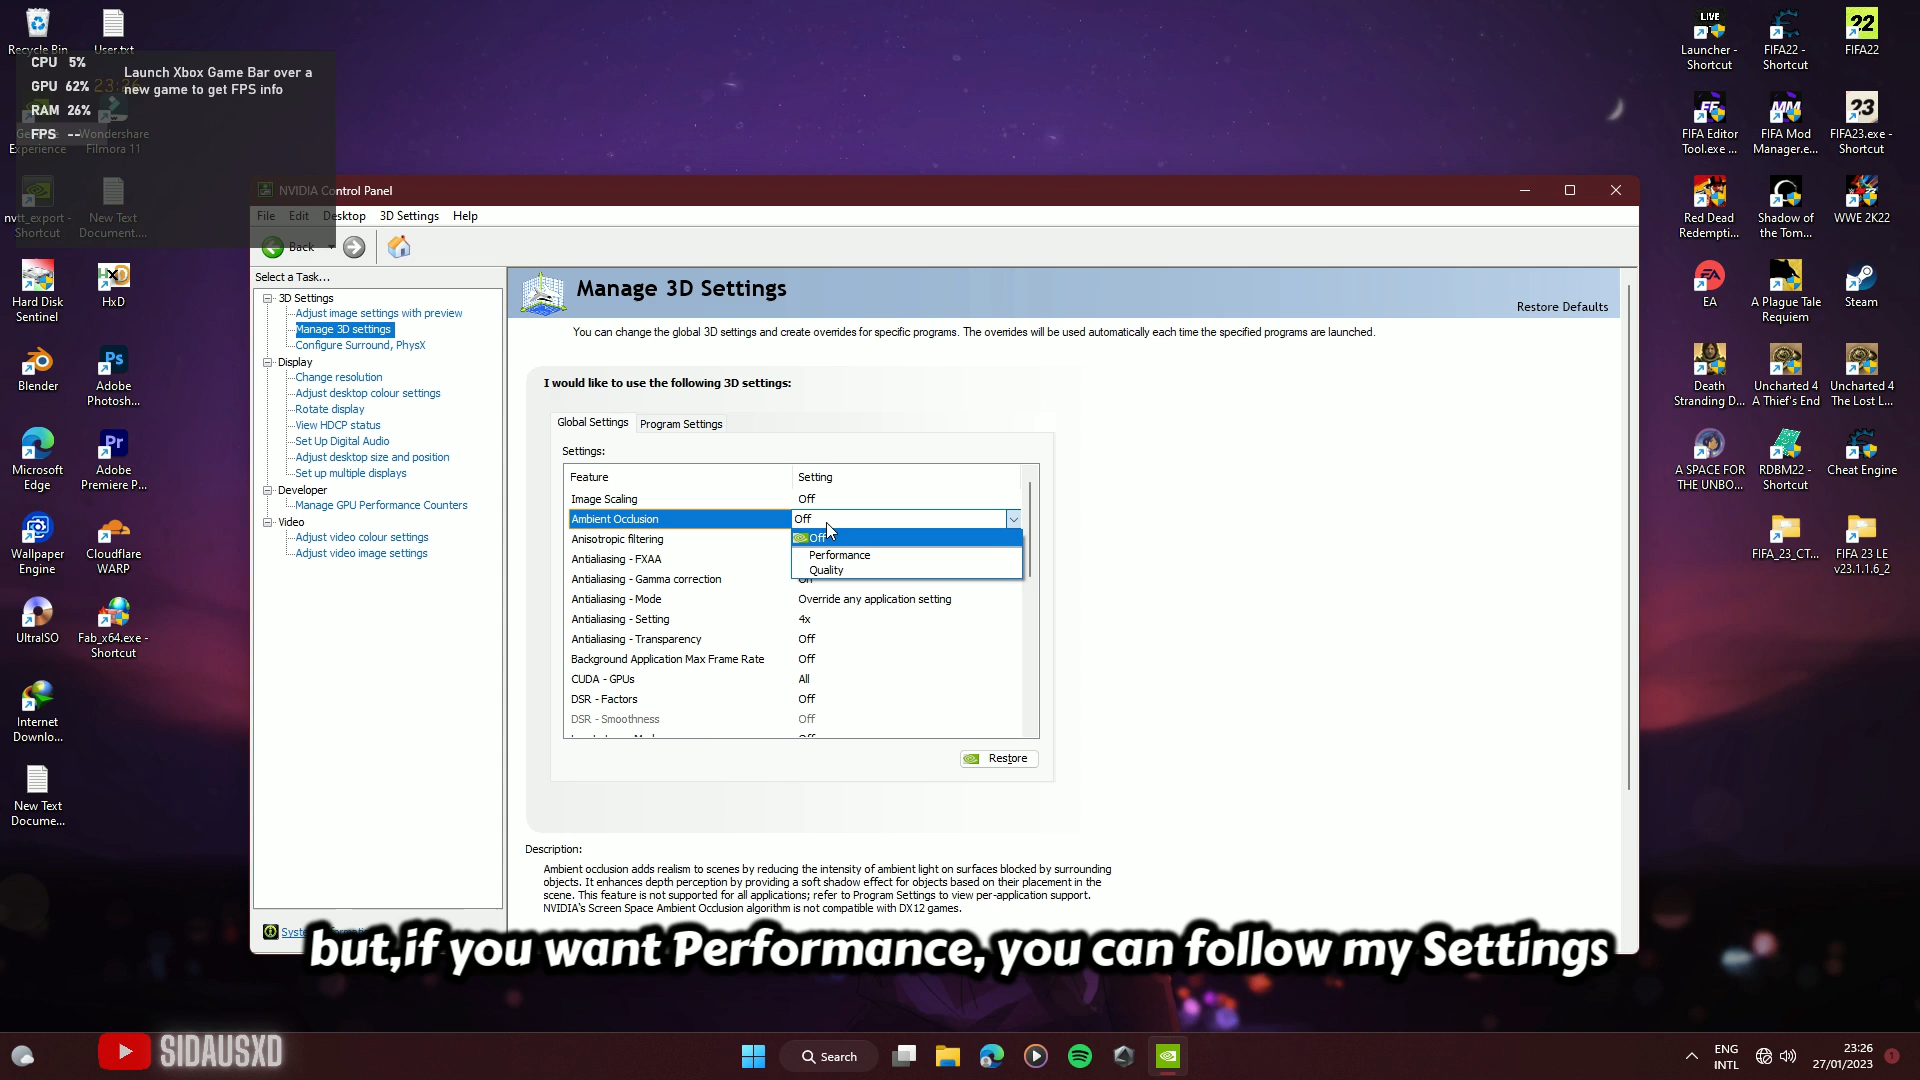 Recycle Bin
User.txt
CPU 5%
GPU 62%
RAM 26%
FPS --
23:26
Launch Xbox Game Bar over a
new game to get FPS info
Experience
Wondershare
Filmora 11
nvtt_export -
Shortcut
New Text
Document....
Hard Disk
Sentinel
HxD
Blender
Adobe
Photosh...
Microsoft
Edge
Adobe
Premiere P...
Wallpaper
Engine
Cloudflare
WARP
UltraISO
Fab_x64.exe -
Shortcut
Internet
Downlo...
New Text
Docume...
NVIDIA Control Panel
File Edit Desktop 3D Settings Help
Back
Select a Task...
3D Settings
Adjust image settings with preview
Manage 3D settings
Configure Surround, PhysX
Display
Change resolution
Adjust desktop colour settings
Rotate display
View HDCP status
Set Up Digital Audio
Adjust desktop size and position
Set up multiple displays
Developer
Manage GPU Performance Counters
Video
Adjust video colour settings
Adjust video image settings
Manage 3D Settings
Restore Defaults
You can change the global 3D settings and create overrides for specific programs. The overrides will be used automatically each time the specified programs are launched.
I would like to use the following 3D settings:
Global Settings Program Settings
Settings:
Feature Setting
Image Scaling Off
Ambient Occlusion Off
Off
Performance
Quality
Anisotropic filtering
Antialiasing - FXAA
Antialiasing - Gamma correction On
Antialiasing - Mode Override any application setting
Antialiasing - Setting 4x
Antialiasing - Transparency Off
Background Application Max Frame Rate Off
CUDA - GPUs All
DSR - Factors Off
DSR - Smoothness Off
Restore
Description:
Ambient occlusion adds realism to scenes by reducing the intensity of ambient light on surfaces blocked by surrounding
objects. It enhances depth perception by providing a soft shadow effect for objects based on their placement in the
scene. This feature is not supported for all applications; refer to Program Settings to view per-application support.
NVIDIA's Screen Space Ambient Occlusion algorithm is not compatible with DX12 games.
but,if you want Performance, you can follow my Settings
LIVE
Launcher -
Shortcut
FIFA22 -
Shortcut
22
FIFA22
FIFA Editor
Tool.exe ...
FIFA Mod
Manager.e...
23
FIFA23.exe -
Shortcut
Red Dead
Redempti...
Shadow of
the Tom...
WWE 2K22
EA
A Plague Tale
Requiem
Steam
Death
Stranding D...
Uncharted 4
A Thief's End
Uncharted 4
The Lost L...
A SPACE FOR
THE UNBO...
RDBM22 -
Shortcut
Cheat Engine
FIFA_23_CT...
FIFA 23 LE
v23.1.1.6_2
SIDAUSXD
Search
ENG
INTL
23:26
27/01/2023
1